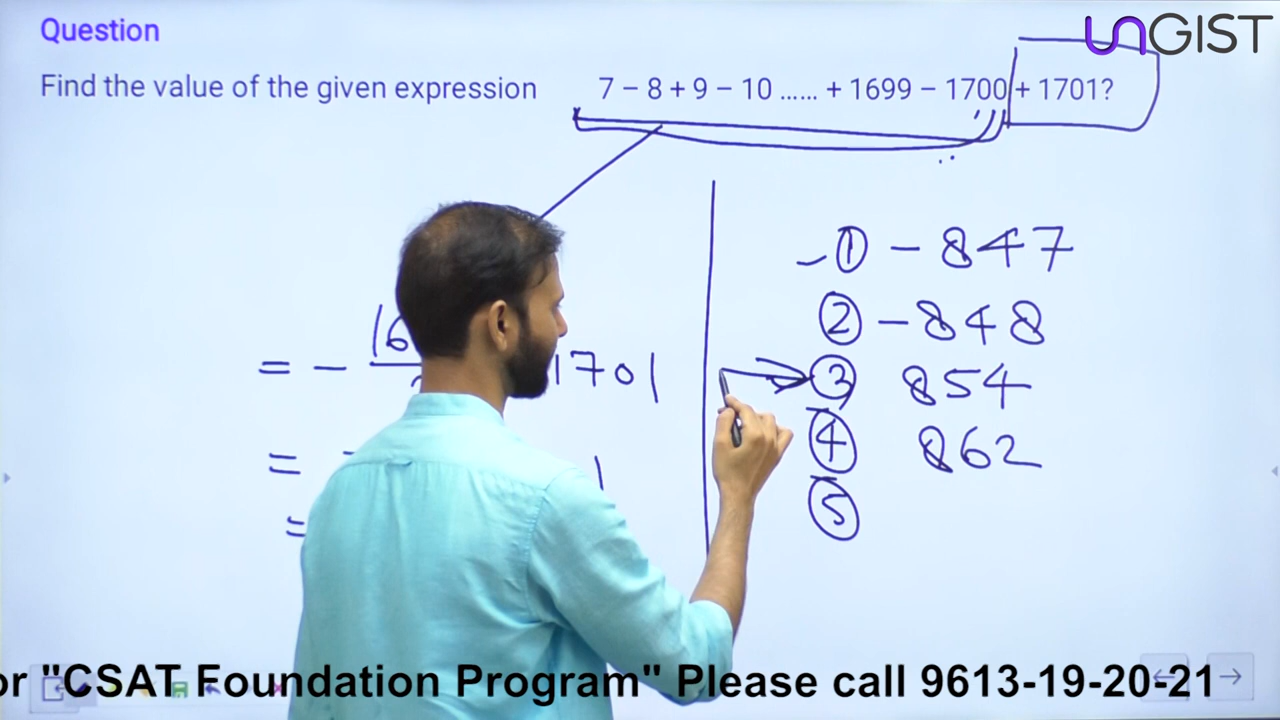 Question
UNGIST
Find the value of the given expression 7 – 8 + 9 – 10 ...... + 1699 – 1700 + 1701?
1 – 847
2 – 848
3 854
4 862
5
= – 1701
=
=
or "CSAT Foundation Program" Please call 9613-19-20-21